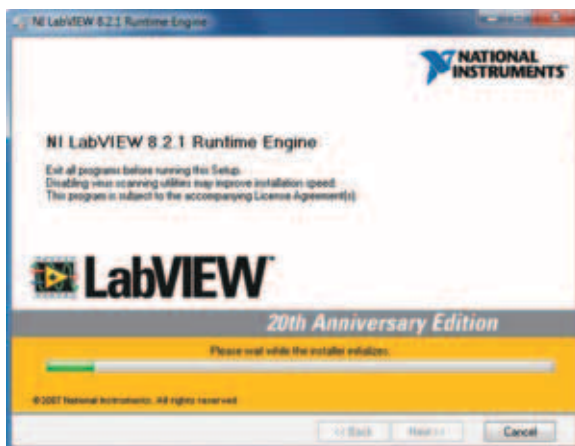 NI LabVIEW 8.2.1 Runtime Engine
NATIONAL
INSTRUMENTS™
NI LabVIEW 8.2.1 Runtime Engine
Exit all programs before running this Setup.
Disabling virus scanning utilities may improve installation speed.
This program is subject to the accompanying License Agreement(s).
LabVIEW™
20th Anniversary Edition
Please wait while the installer initializes.
©2007 National Instruments. All rights reserved.
<< Back
Next >>
Cancel